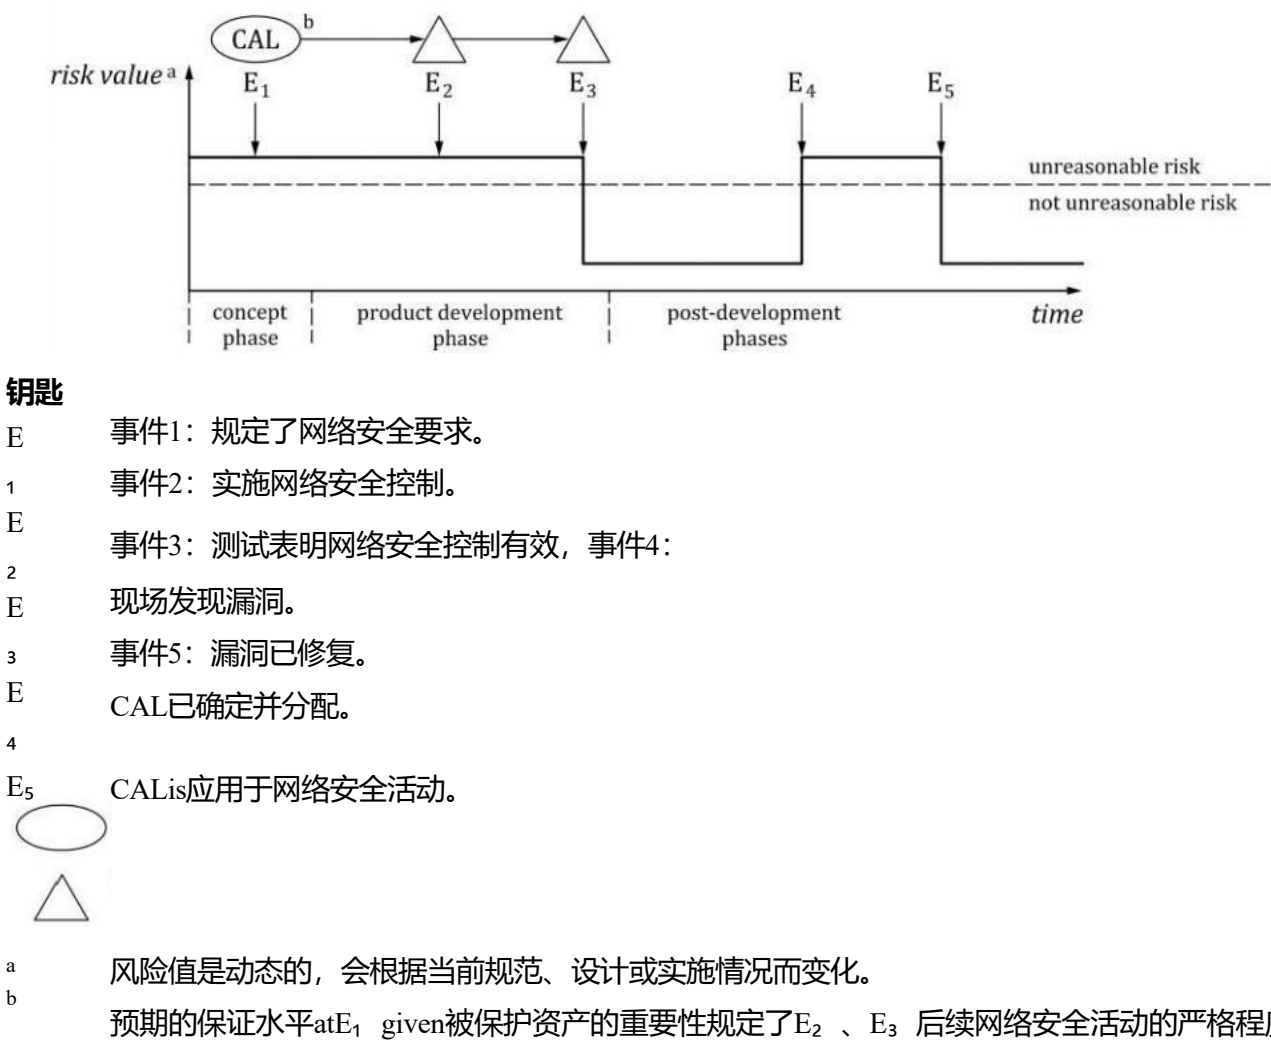 CAL b
risk value a
E1 E2 E3 E4 E5
unreasonable risk
not unreasonable risk
concept phase
product development phase
post-development phases
time
钥匙
E 事件1：规定了网络安全要求。
1 事件2：实施网络安全控制。
E
事件3：测试表明网络安全控制有效，事件4：
2
E 现场发现漏洞。
3 事件5：漏洞已修复。
E
CAL已确定并分配。
4
E₅ CALis应用于网络安全活动。
a 风险值是动态的，会根据当前规范、设计或实施情况而变化。
b
预期的保证水平atE₁ given被保护资产的重要性规定了E₂ 、E₃ 后续网络安全活动的严格程